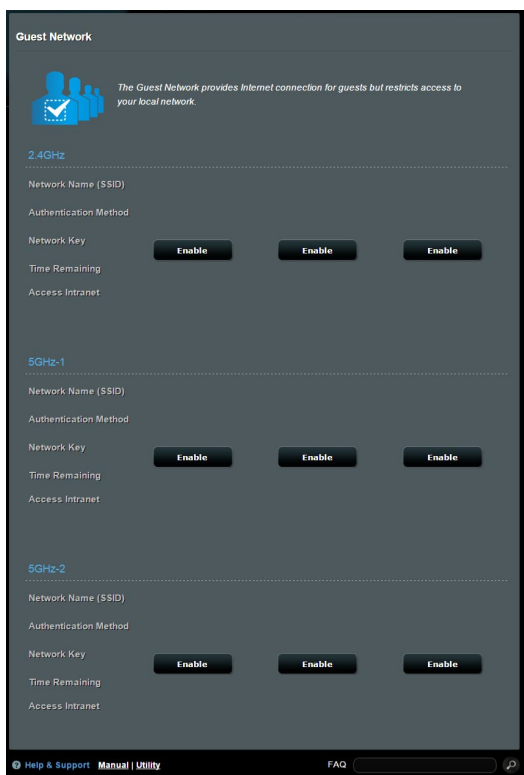 Guest Network
The Guest Network provides Internet connection for guests but restricts access to
your local network.
2.4GHz
Network Name (SSID)
Authentication Method
Network Key
Enable Enable Enable
Time Remaining
Access Intranet
5GHz-1
Network Name (SSID)
Authentication Method
Network Key
Enable Enable Enable
Time Remaining
Access Intranet
5GHz-2
Network Name (SSID)
Authentication Method
Network Key
Enable Enable Enable
Time Remaining
Access Intranet
? Help & Support Manual | Utility FAQ